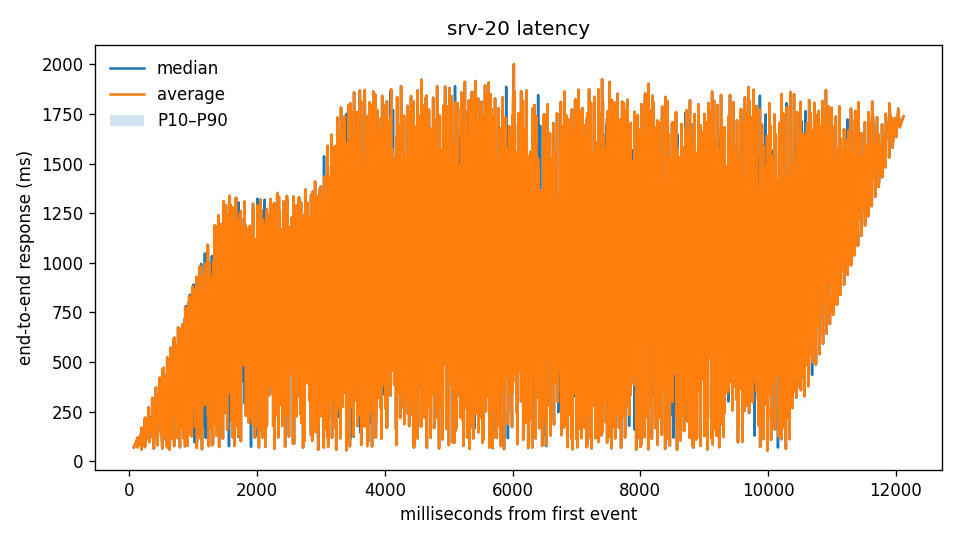 srv-20 latency
median
average
P10–P90
end-to-end response (ms)
2000
1750
1500
1250
1000
750
500
250
0
0 2000 4000 6000 8000 10000 12000
milliseconds from first event